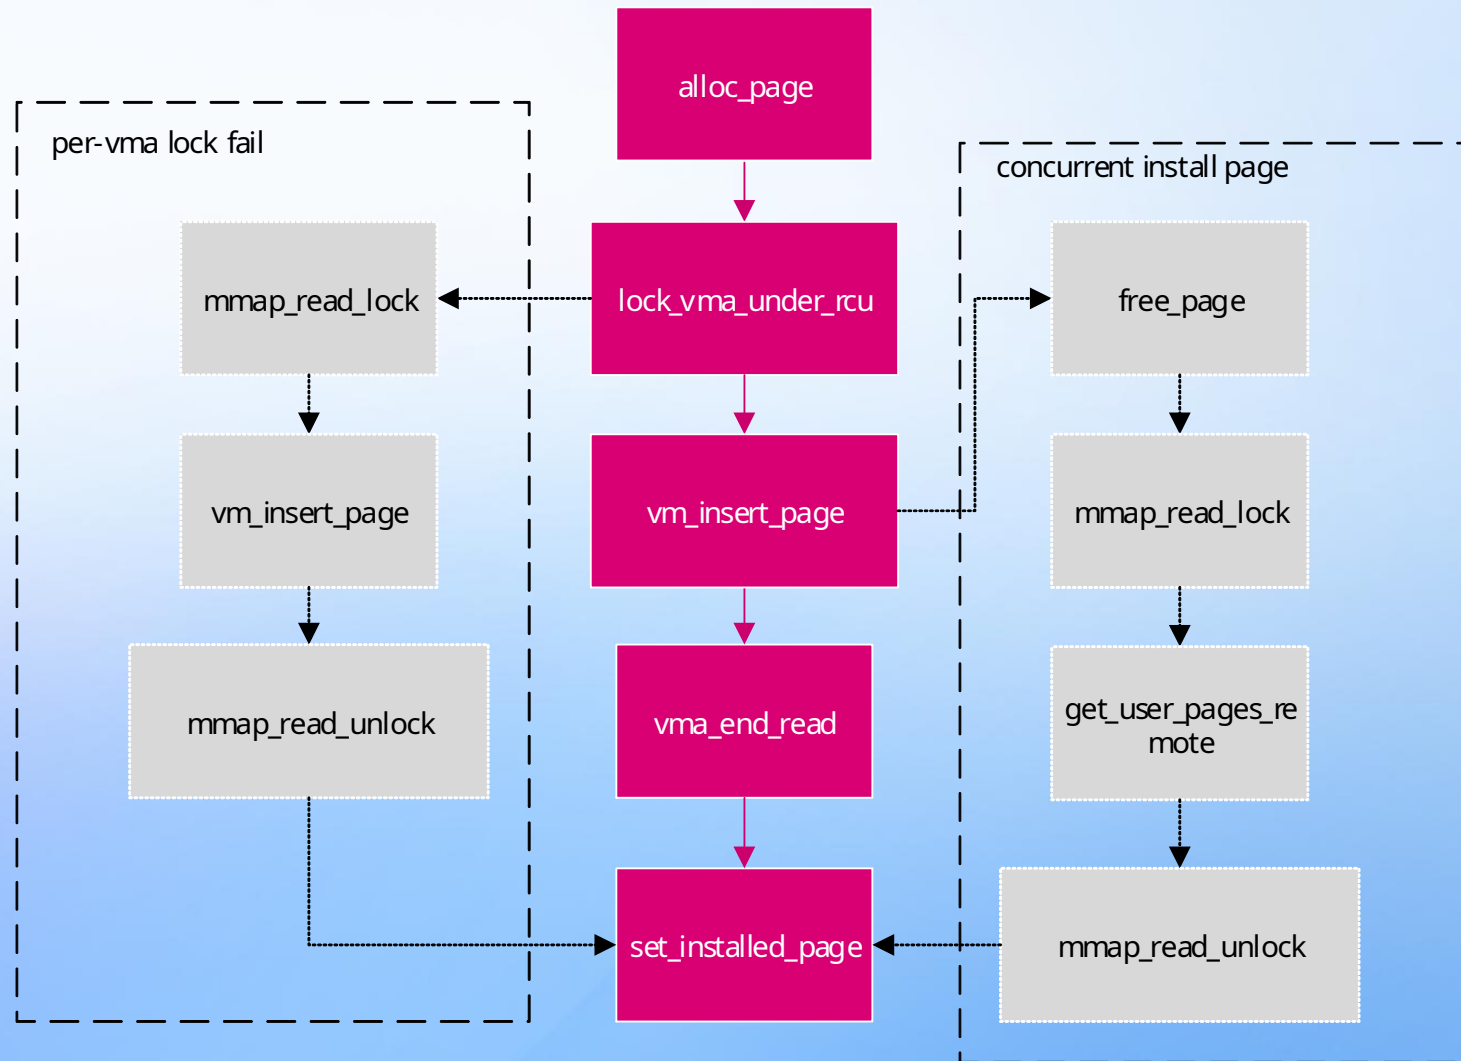 alloc_page
per-vma lock fail
concurrent install page
mmap_read_lock
lock_vma_under_rcu
free_page
vm_insert_page
vm_insert_page
mmap_read_lock
mmap_read_unlock
vma_end_read
get_user_pages_re
mote
set_installed_page
mmap_read_unlock